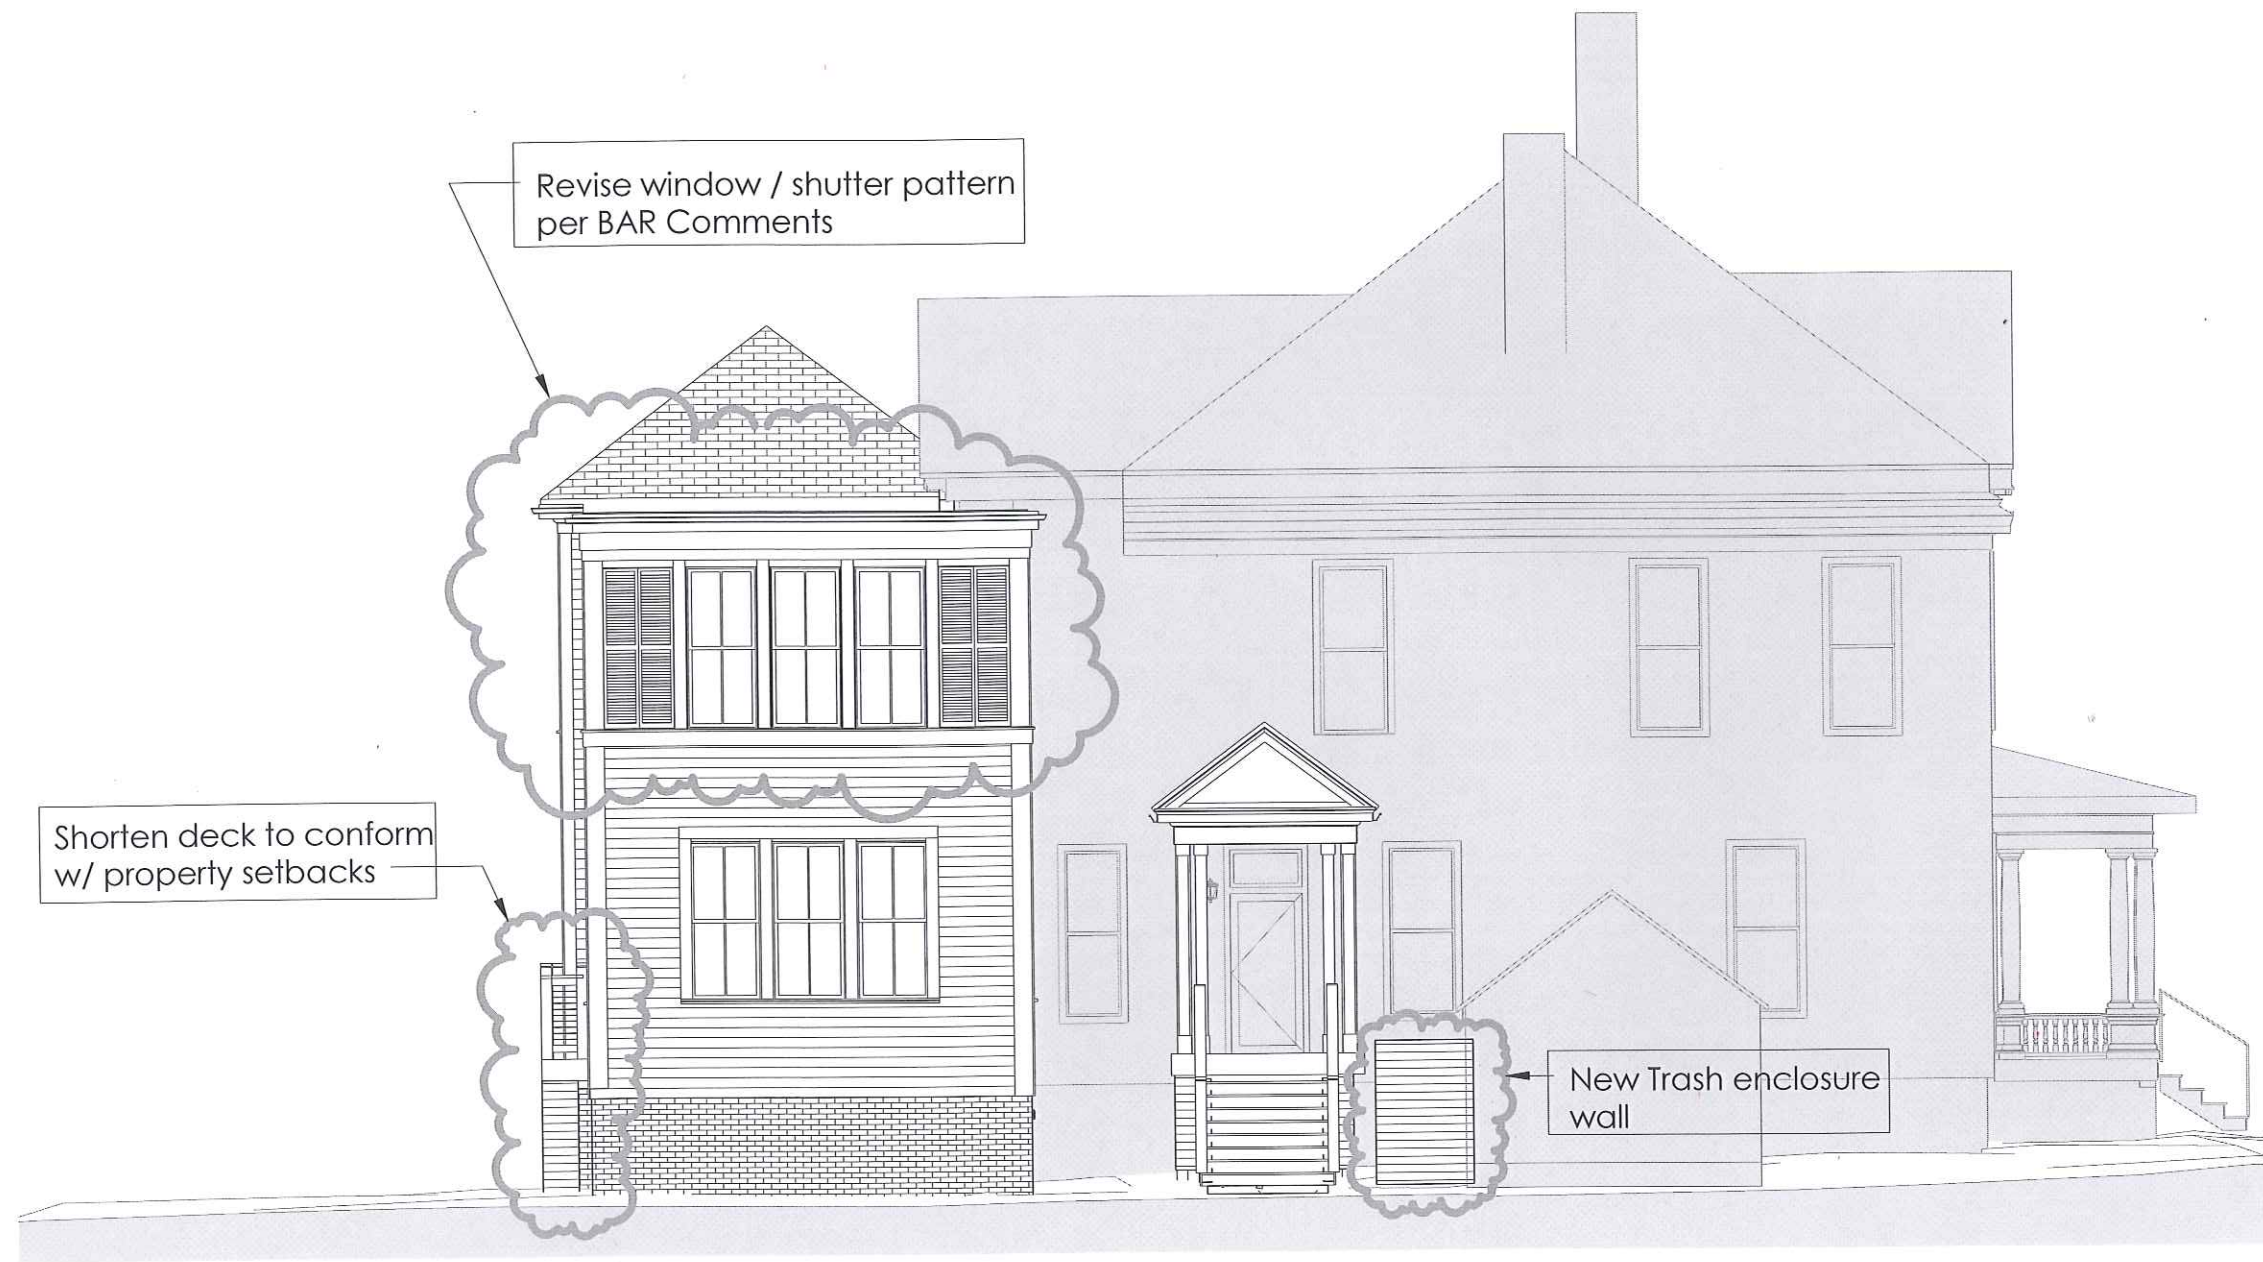 Revise window / shutter pattern
per BAR Comments
Shorten deck to conform
w/ property setbacks
New Trash enclosure
wall